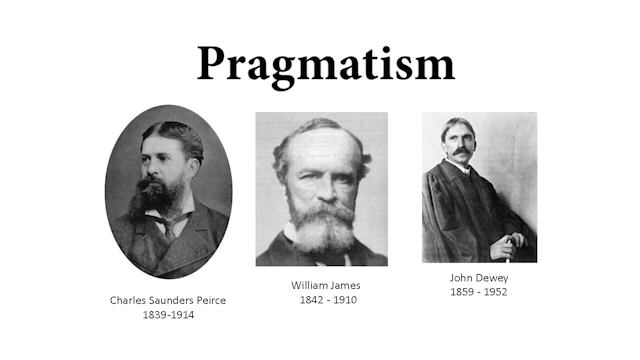 Pragmatism
Charles Saunders Peirce
1839-1914
William James
1842 - 1910
John Dewey
1859 - 1952